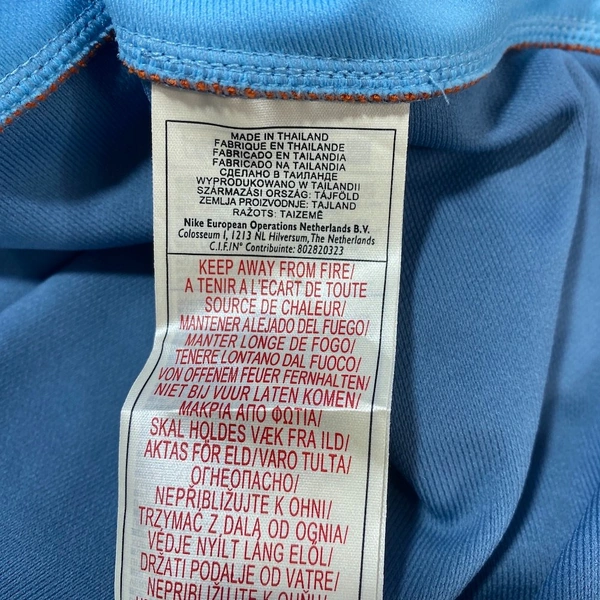 MADE IN THAILAND
FABRIQUE EN THAILANDE
FABRICADO EN TAILANDIA
FABRICADO NA TAILANDIA
СДЕЛАНО В ТАИЛАНДЕ
WYPRODUKOWANO W TAILANDII
SZÁRMAZÁSI ORSZÁG: TÁJFÖLD
ZEMLJA PROIZVODNJE: TAJLAND
RAŽOTS: TAIZEMĒ
Nike European Operations Netherlands B.V.
Colosseum 1, 1213 NL Hilversum, The Netherlands
C.I.F./Nº Contribuinte: 802820323
KEEP AWAY FROM FIRE/
A TENIR A L'ECART DE TOUTE
SOURCE DE CHALEUR/
MANTENER ALEJADO DEL FUEGO/
MANTER LONGE DE FOGO/
TENERE LONTANO DAL FUOCO/
VON OFFENEM FEUER FERNHALTEN/
NIET BIJ VUUR LATEN KOMEN/
ΜΑΚΡΙΑ ΑΠΟ ΦΩΤΙΑ/
SKAL HOLDES VÆK FRA ILD/
AKTAS FÖR ELD/VARO TULTA/
ОГНЕОПАСНО/
NEPŘIBLIŽUJTE K OHNI/
TRZYMAĆ Z DALA OD OGNIA/
VÉDJE NYÍLT LÁNG ELŐL/
DRŽATI PODALJE OD VATRE/
NEPRIBLIŽUJTE K OHŇU/